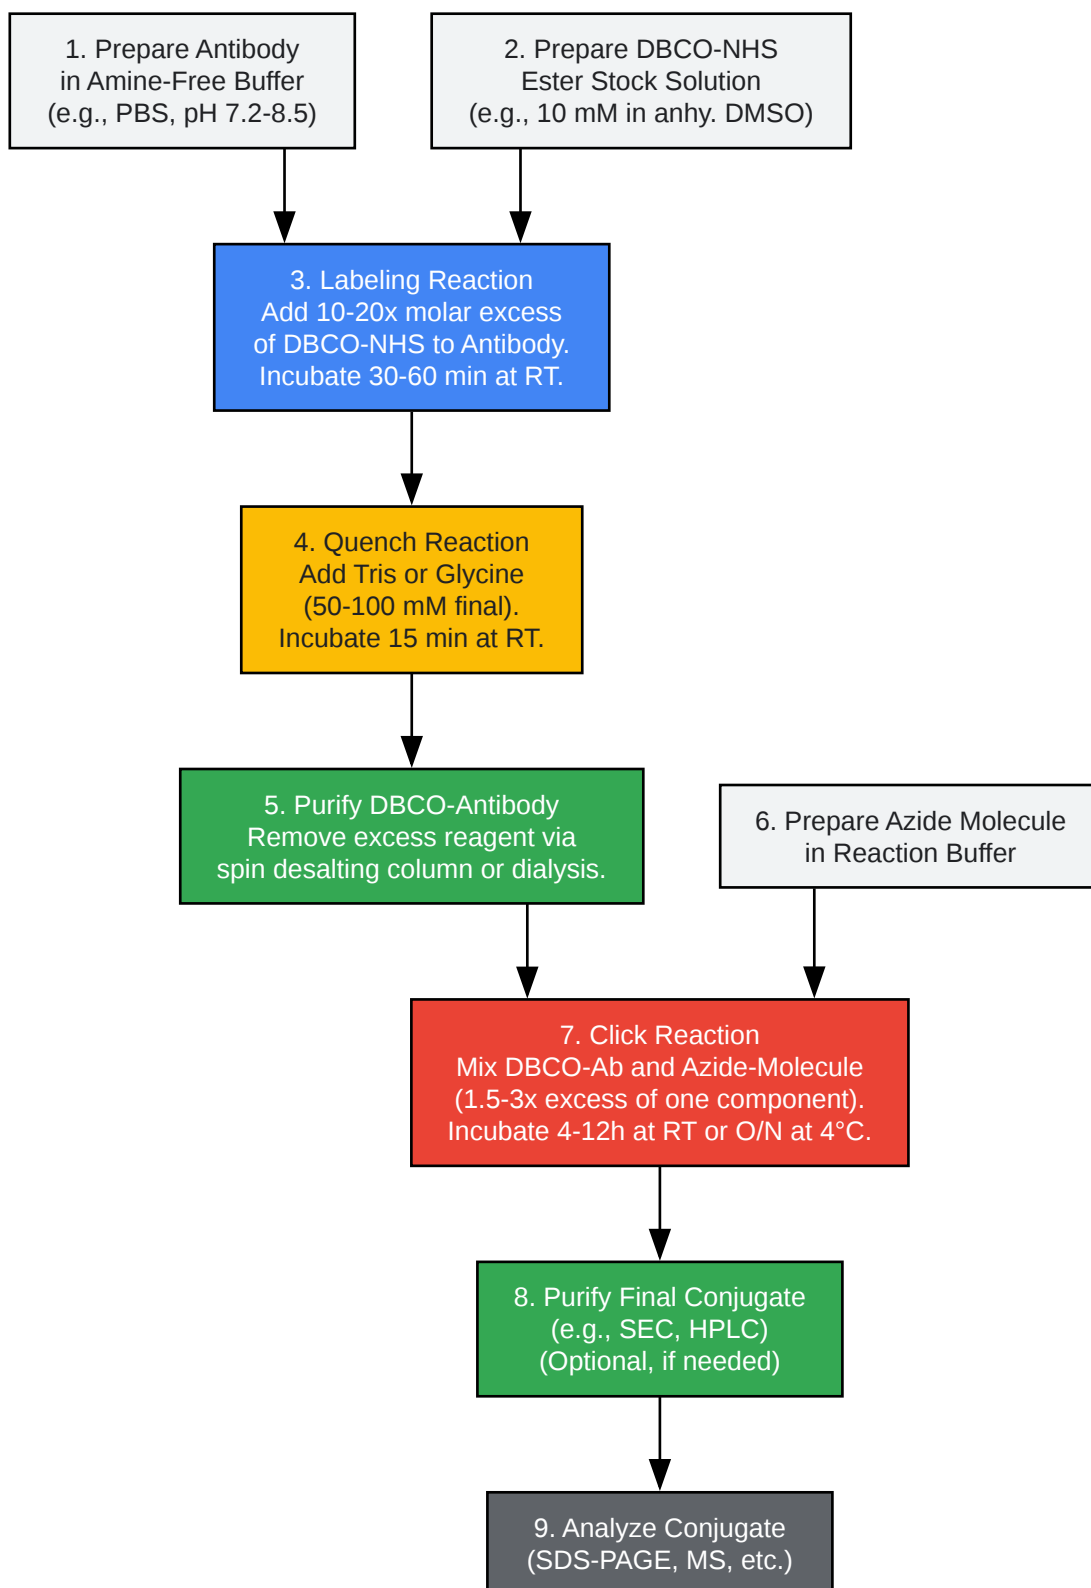 1. Prepare Antibody
in Amine-Free Buffer
(e.g., PBS, pH 7.2-8.5)
2. Prepare DBCO-NHS
Ester Stock Solution
(e.g., 10 mM in anhy. DMSO)
3. Labeling Reaction
Add 10-20x molar excess
of DBCO-NHS to Antibody.
Incubate 30-60 min at RT.
4. Quench Reaction
Add Tris or Glycine
(50-100 mM final).
Incubate 15 min at RT.
5. Purify DBCO-Antibody
Remove excess reagent via
spin desalting column or dialysis.
6. Prepare Azide Molecule
in Reaction Buffer
7. Click Reaction
Mix DBCO-Ab and Azide-Molecule
(1.5-3x excess of one component).
Incubate 4-12h at RT or O/N at 4°C.
8. Purify Final Conjugate
(e.g., SEC, HPLC)
(Optional, if needed)
9. Analyze Conjugate
(SDS-PAGE, MS, etc.)